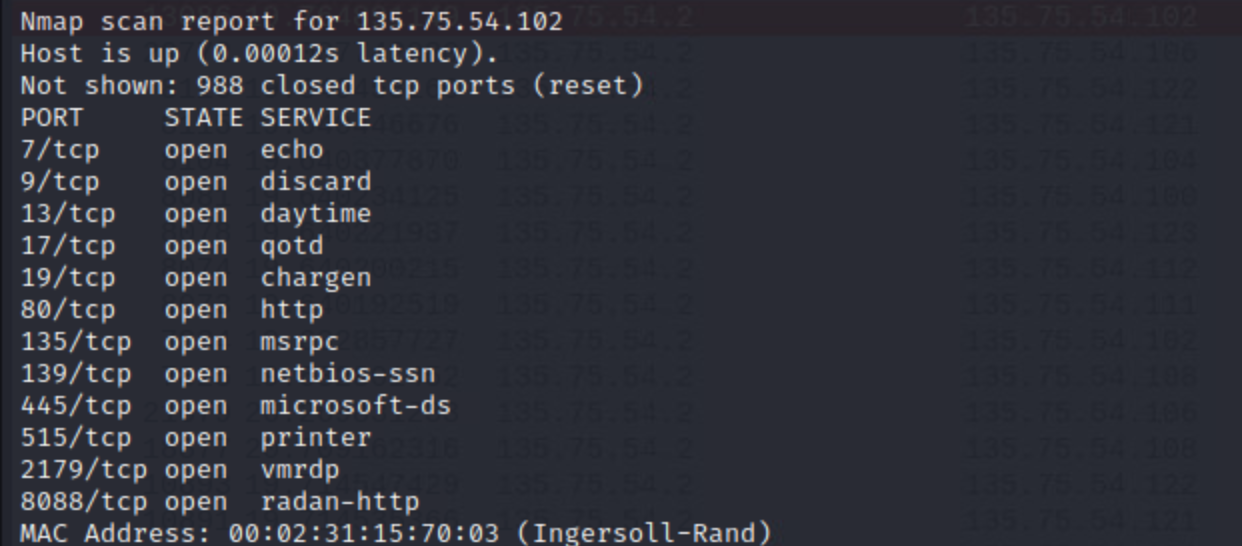 Nmap scan report for 135.75.54.102
Host is up (0.00012s latency).
Not shown: 988 closed tcp ports (reset)
PORT     STATE SERVICE
7/tcp    open  echo
9/tcp    open  discard
13/tcp   open  daytime
17/tcp   open  qotd
19/tcp   open  chargen
80/tcp   open  http
135/tcp  open  msrpc
139/tcp  open  netbios-ssn
445/tcp  open  microsoft-ds
515/tcp  open  printer
2179/tcp open  vmrdp
8088/tcp open  radan-http
MAC Address: 00:02:31:15:70:03 (Ingersoll-Rand)